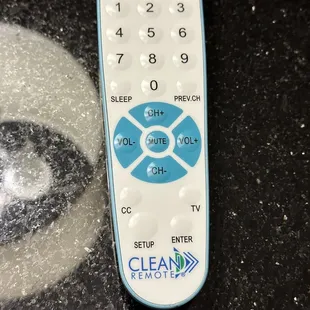 1 2 3
4 5 6
7 8 9
0
SLEEP PREV.CH
CH+
VOL- MUTE VOL+
CH-
CC TV
SETUP ENTER
CLEAN
REMOTE®